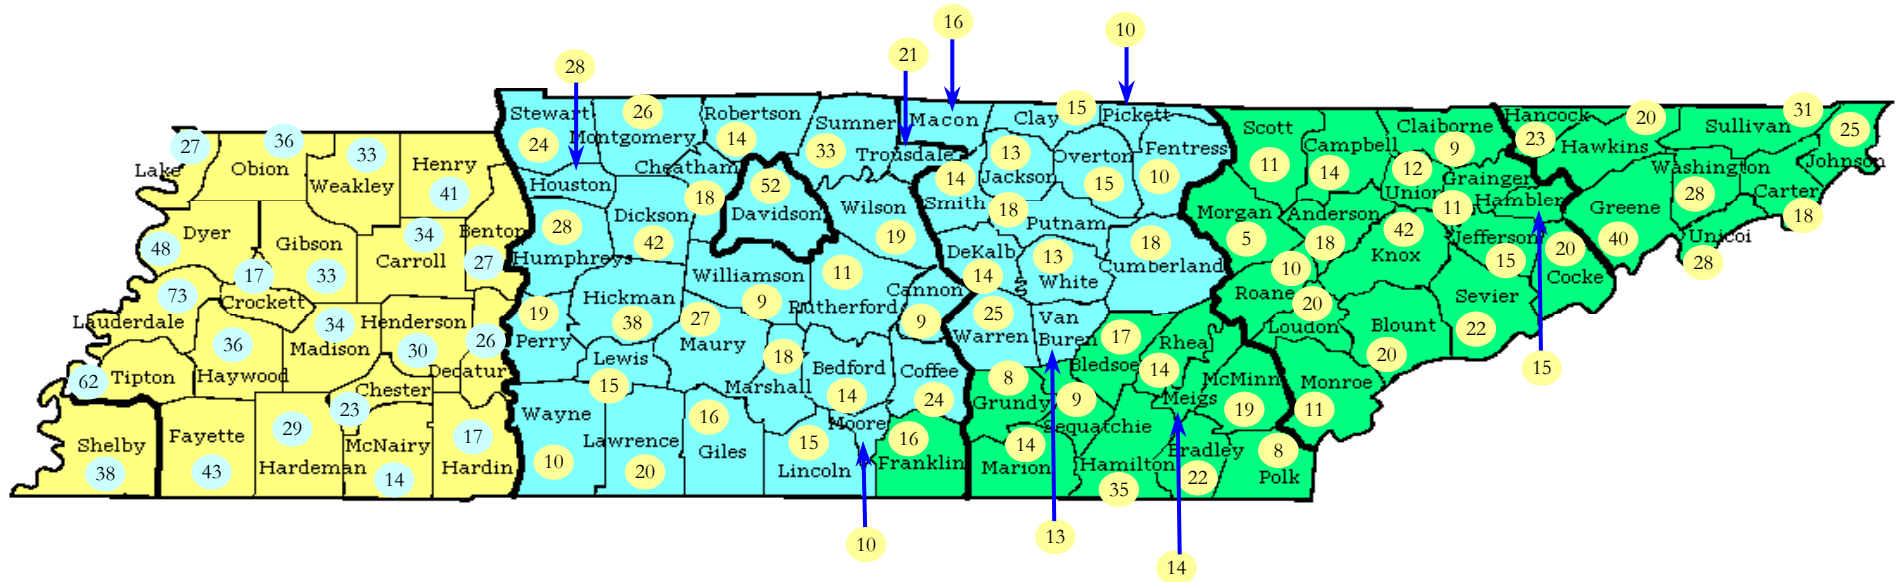 16
10
21
28
Stewart
26
Robertson
15
Pickett
Montgomery
Sumner
Macon
Clay
Scott
Claiborne
Hancock
20
31
Sullivan
25
27
36
33
24
14
33
Trousdale
13
Overton
Fentress
Campbell
9
23
Hawkins
Johnson
Lake
Obion
Weakley
Henry
41
Houston
Cheatham
52
18
14
Jackson
15
10
11
14
12
Union
Grainger
Washington
28
Carter
18
Dyer
Gibson
34
Benton
28
Dickson
Davidson
Wilson
Smith
18
Putnam
Morgan
Anderson
42
11
Hamblen
Greene
48
17
33
Carroll
27
Humphreys
42
19
DeKalb
13
18
5
18
Knox
Jefferson
20
40
Unicoi
28
Williamson
11
14
White
Cumberland
10
15
Cocke
73
Crockett
Hickman
9
Rutherford
Cannon
25
Roane
20
Sevier
Lauderdale
36
34
Henderson
26
19
38
27
9
Warren
Van
Buren
17
Loudon
Blount
22
Madison
30
Perry
Lewis
Maury
18
Rhea
20
15
62
Tipton
Haywood
Decatur
15
Marshall
Bedford
Coffee
8
Bledsoe
14
McMinn
Monroe
Chester
23
Wayne
16
14
24
Grundy
9
Meigs
19
11
Shelby
Fayette
29
McNairy
17
Lawrence
Giles
15
Moore
16
14
Sequatchie
Bradley
8
38
43
Hardeman
14
Hardin
10
20
Lincoln
Franklin
Marion
Hamilton
22
Polk
35
10
13
14